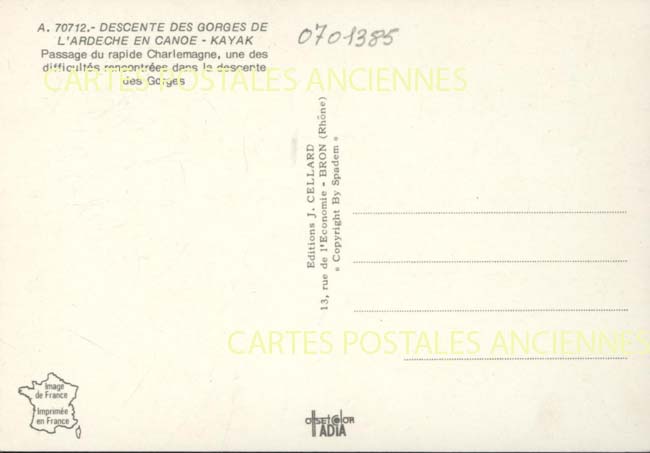 A. 70712.- DESCENTE DES GORGES DE
L'ARDECHE EN CANOE - KAYAK
Passage du rapide Charlemagne, une des
difficultés rencontrées dans la descente
des Gorges
0701385
CARTES POSTALES ANCIENNES
Editions J. CELLARD
13, rue de l'Economie - BRON (Rhône)
« Copyright By Spadem »
CARTES POSTALES ANCIENNES
Image
de France
Imprimée
en France
OffsetColor
IADIA